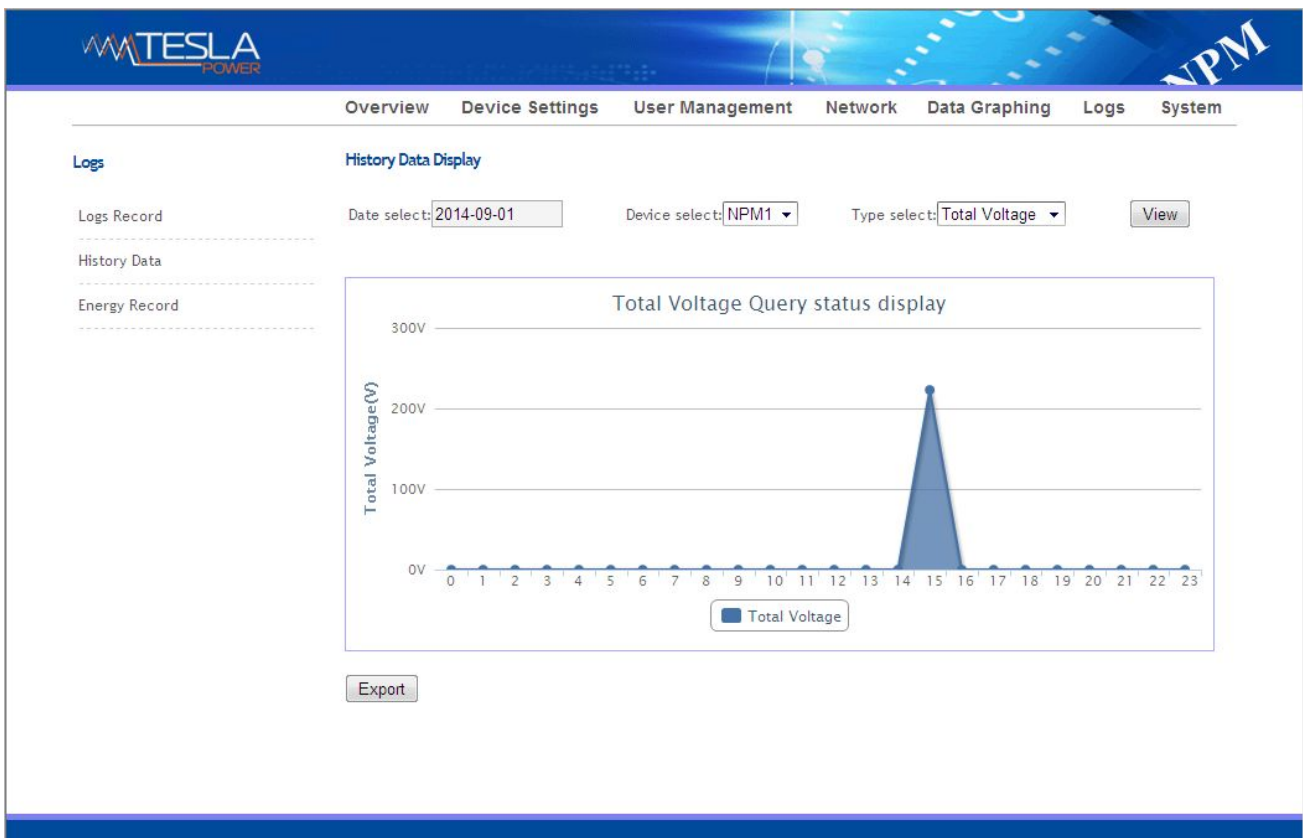 TESLA
POWER
NPM
Overview Device Settings User Management Network Data Graphing Logs System
Logs
History Data Display
Logs Record
Date select: 2014-09-01 Device select: NPM1 Type select: Total Voltage View
History Data
Energy Record
Total Voltage Query status display
300V
200V
100V
0V
Total Voltage(V)
0 1 2 3 4 5 6 7 8 9 10 11 12 13 14 15 16 17 18 19 20 21 22 23
Total Voltage
Export